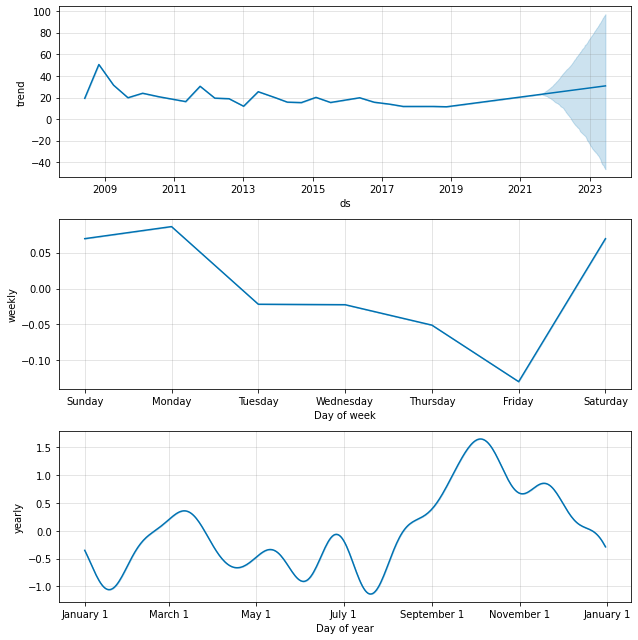 100
80
60
40
20
0
−20
−40
trend
2009 2011 2013 2015 2017 2019 2021 2023
ds
0.05
0.00
−0.05
−0.10
weekly
Sunday Monday Tuesday Wednesday Thursday Friday Saturday
Day of week
1.5
1.0
0.5
0.0
−0.5
−1.0
yearly
January 1 March 1 May 1 July 1 September 1 November 1 January 1
Day of year